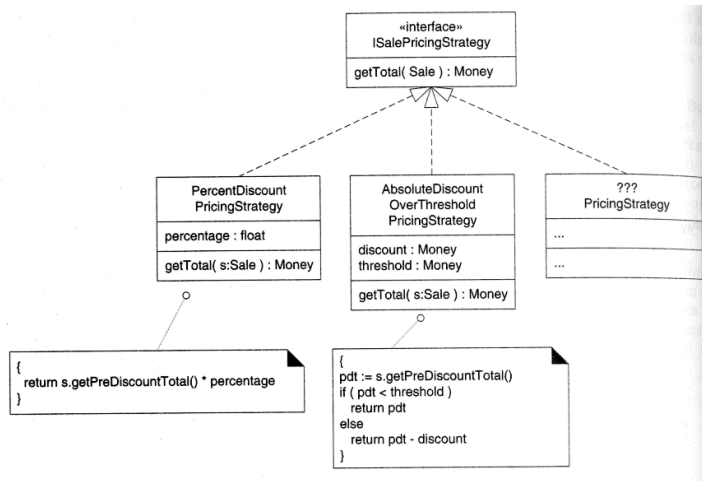 «interface»
ISalePricingStrategy
getTotal( Sale ) : Money
PercentDiscount
PricingStrategy
percentage : float
getTotal( s:Sale ) : Money
AbsoluteDiscount
OverThreshold
PricingStrategy
discount : Money
threshold : Money
getTotal( s:Sale ) : Money
???
PricingStrategy
...
...
{
return s.getPreDiscountTotal() * percentage
}
{
pdt := s.getPreDiscountTotal()
if ( pdt < threshold )
return pdt
else
return pdt - discount
}